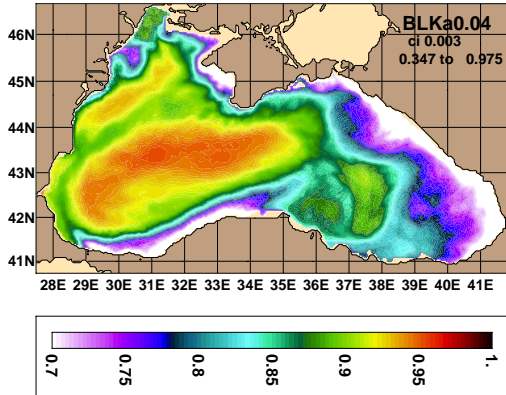 BLKa0.04
ci 0.003
0.347 to 0.975
46N
45N
44N
43N
42N
41N
28E 29E 30E 31E 32E 33E 34E 35E 36E 37E 38E 39E 40E 41E
0.7 0.75 0.8 0.85 0.9 0.95 1.